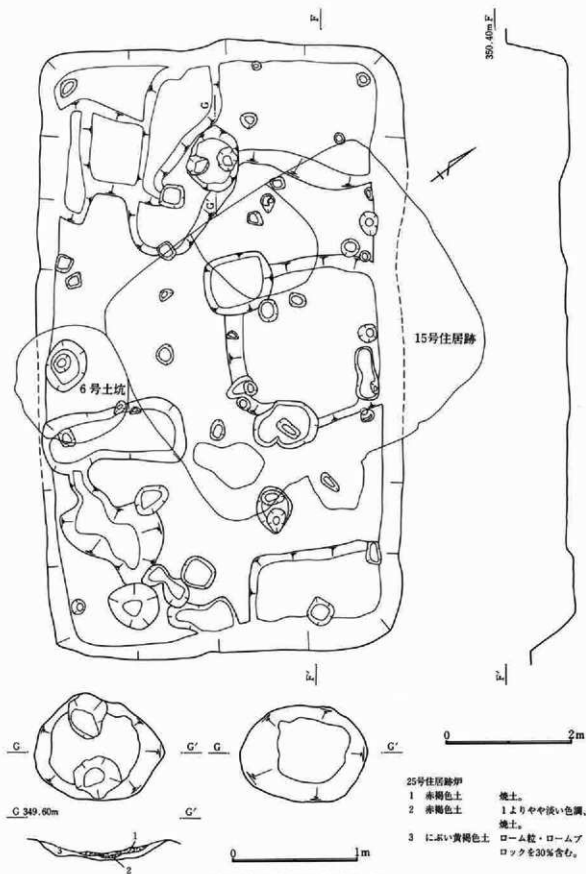 F
350.40m F
G
G'
15号住居跡
6号土坑
F'
F'
0 2m
G G' G G'
G 349.60m G'
1
3
2
0 1m
25号住居跡炉
1 赤褐色土 焼土。
2 赤褐色土 1よりやや淡い色調。
焼土。
3 にぶい黄褐色土 ローム粒・ロームブ
ロックを30%含む。